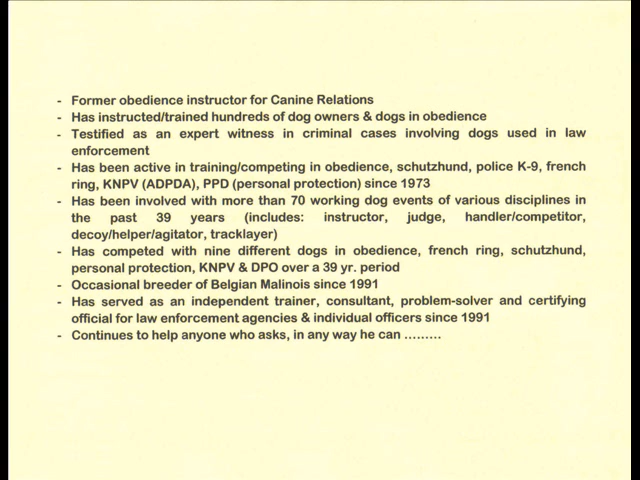 - Former obedience instructor for Canine Relations
- Has instructed/trained hundreds of dog owners & dogs in obedience
- Testified as an expert witness in criminal cases involving dogs used in law
enforcement
- Has been active in training/competing in obedience, schutzhund, police K-9, french
ring, KNPV (ADPDA), PPD (personal protection) since 1973
- Has been involved with more than 70 working dog events of various disciplines in
the past 39 years (includes: instructor, judge, handler/competitor,
decoy/helper/agitator, tracklayer)
- Has competed with nine different dogs in obedience, french ring, schutzhund,
personal protection, KNPV & DPO over a 39 yr. period
- Occasional breeder of Belgian Malinois since 1991
- Has served as an independent trainer, consultant, problem-solver and certifying
official for law enforcement agencies & individual officers since 1991
- Continues to help anyone who asks, in any way he can .........